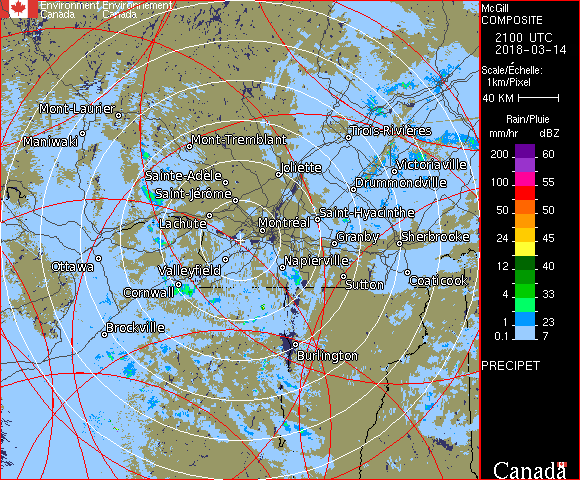 Environment Environnement
Canada Canada
McGill
COMPOSITE
2100 UTC
2018-03-14
Scale/Échelle:
1km/Pixel
40 KM
Rain/Pluie
mm/hr dBZ
200 60
100 55
50 50
24 45
12 40
4 33
1 23
0.1 7
PRECIPET
Canada
Mont-Laurier
Maniwaki
Mont-Tremblant
Trois-Rivières
Joliette
Victoriaville
Sainte-Adèle
Drummondville
Saint-Jérôme
Saint-Hyacinthe
Lachute
Montréal
Granby
Sherbrooke
Ottawa
Valleyfield
Napierville
Sutton
Coaticook
Cornwall
Brockville
Burlington